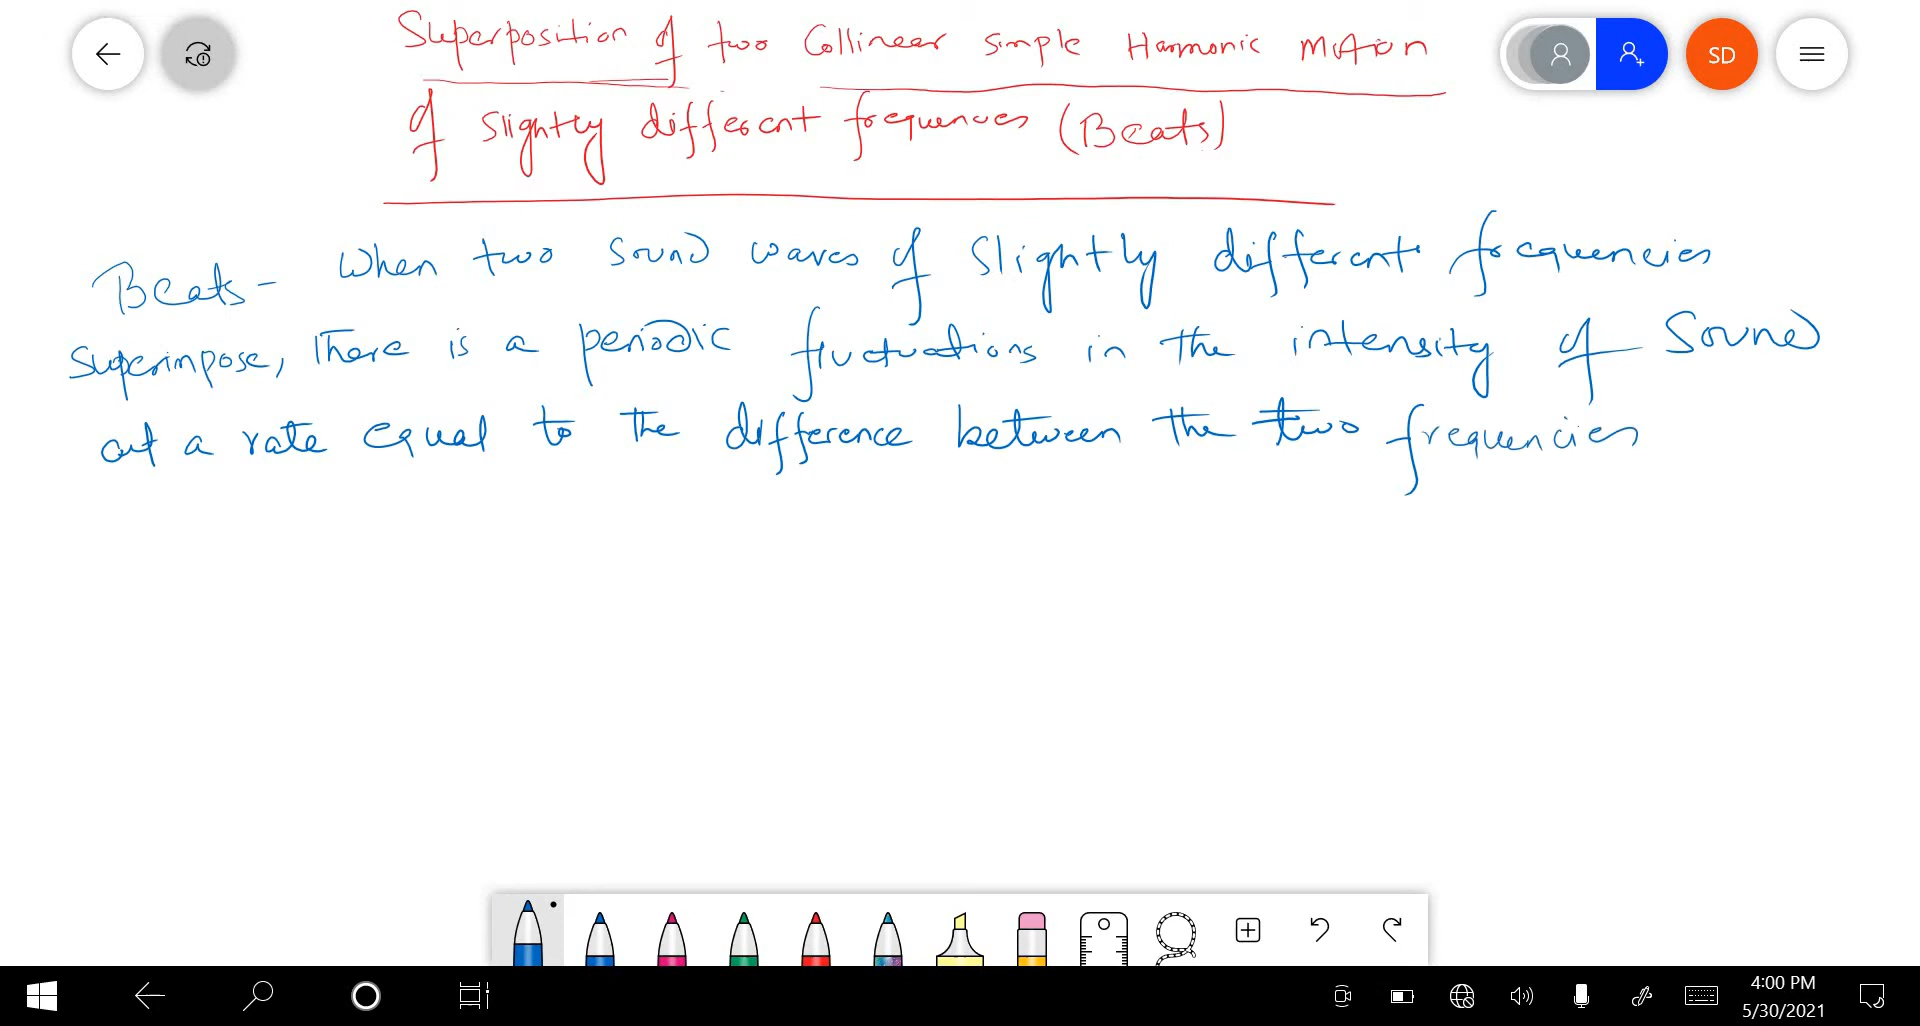 Superposition of two Collinear simple Harmonic Motion
SD
of slightly different frequences (Beats)
Beats - When two sound waves of slightly different frequencies
superimpose, There is a periodic fluctuations in the intensity of Sound
at a rate equal to the difference between the two frequencies
4:00 PM
5/30/2021